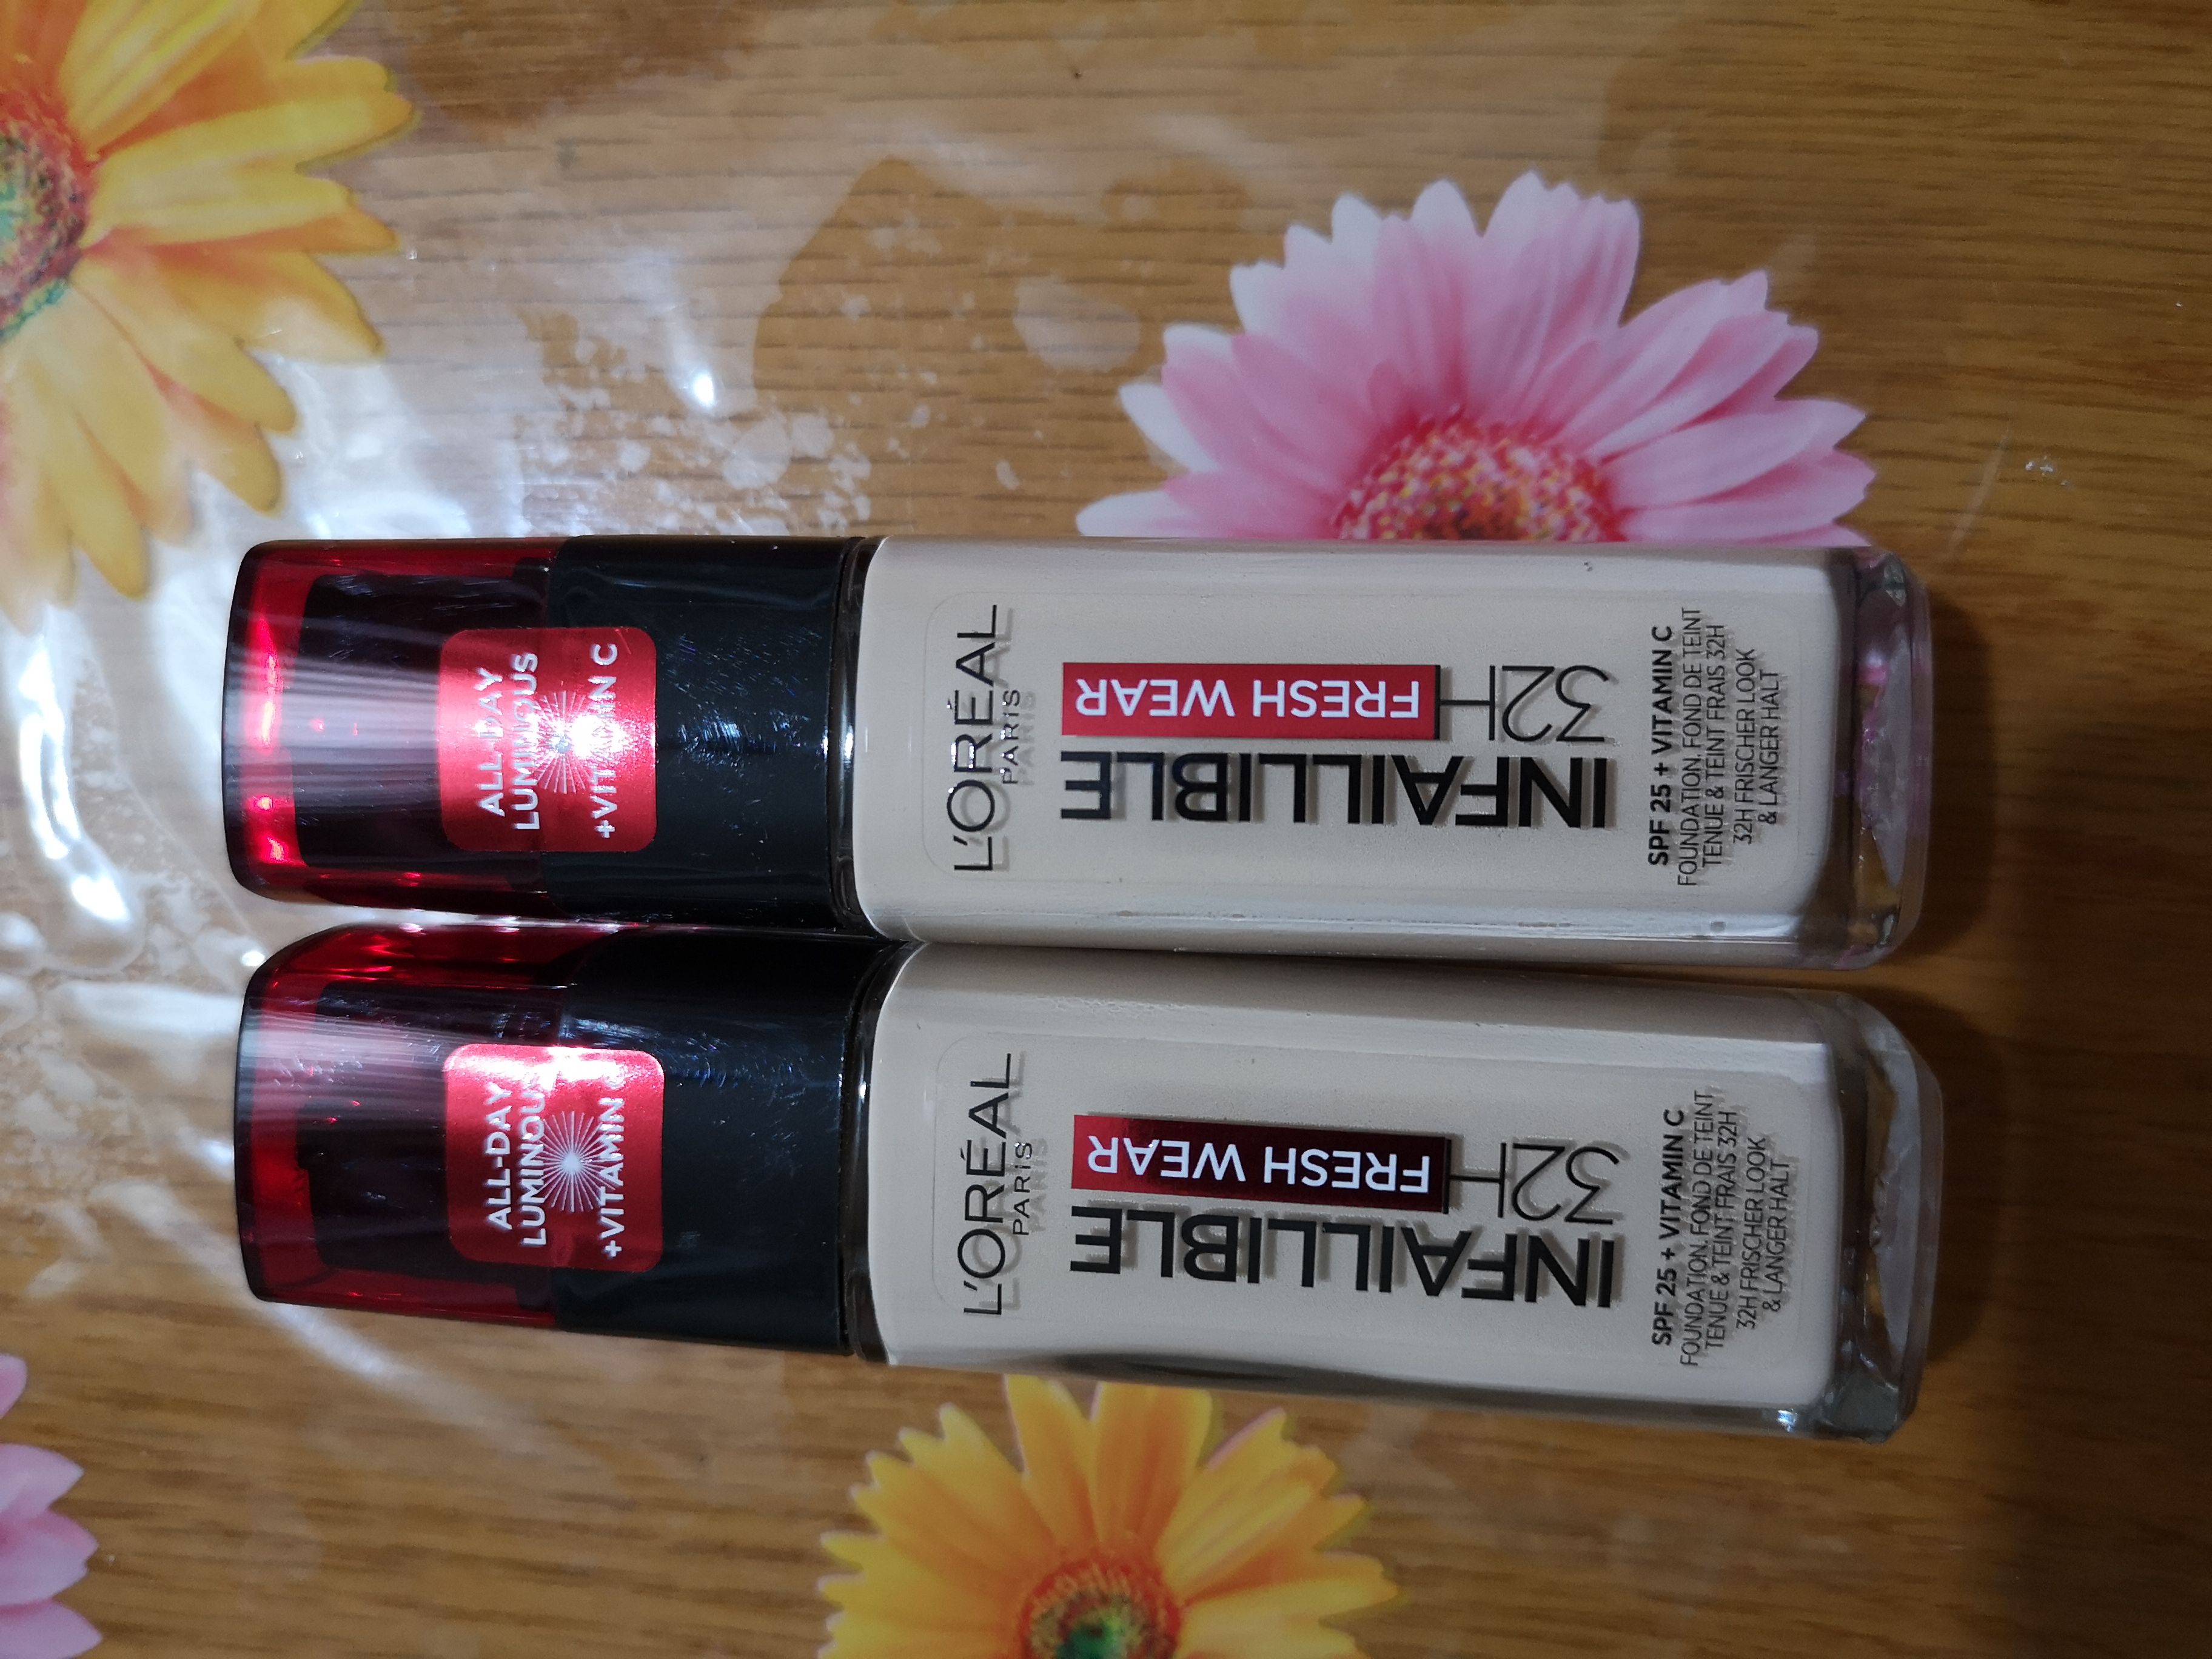 ALL-DAY
LUMINOUS
+VITAMIN
L'ORÉAL
PARIS
INFAILLIBLE
32H FRESH WEAR
SPF 25 + VITAMIN C
FOUNDATION, FOND DE TEINT
TENUE & TEINT FRAIS 32H
32H FRISCHER LOOK
& LANGER HALT
ALL-DAY
LUMINOUS
+VITAMIN C
L'ORÉAL
PARIS
INFAILLIBLE
32H FRESH WEAR
SPF 25 + VITAMIN C
FOUNDATION, FOND DE TEINT
TENUE & TEINT FRAIS 32H
32H FRISCHER LOOK
& LANGER HALT